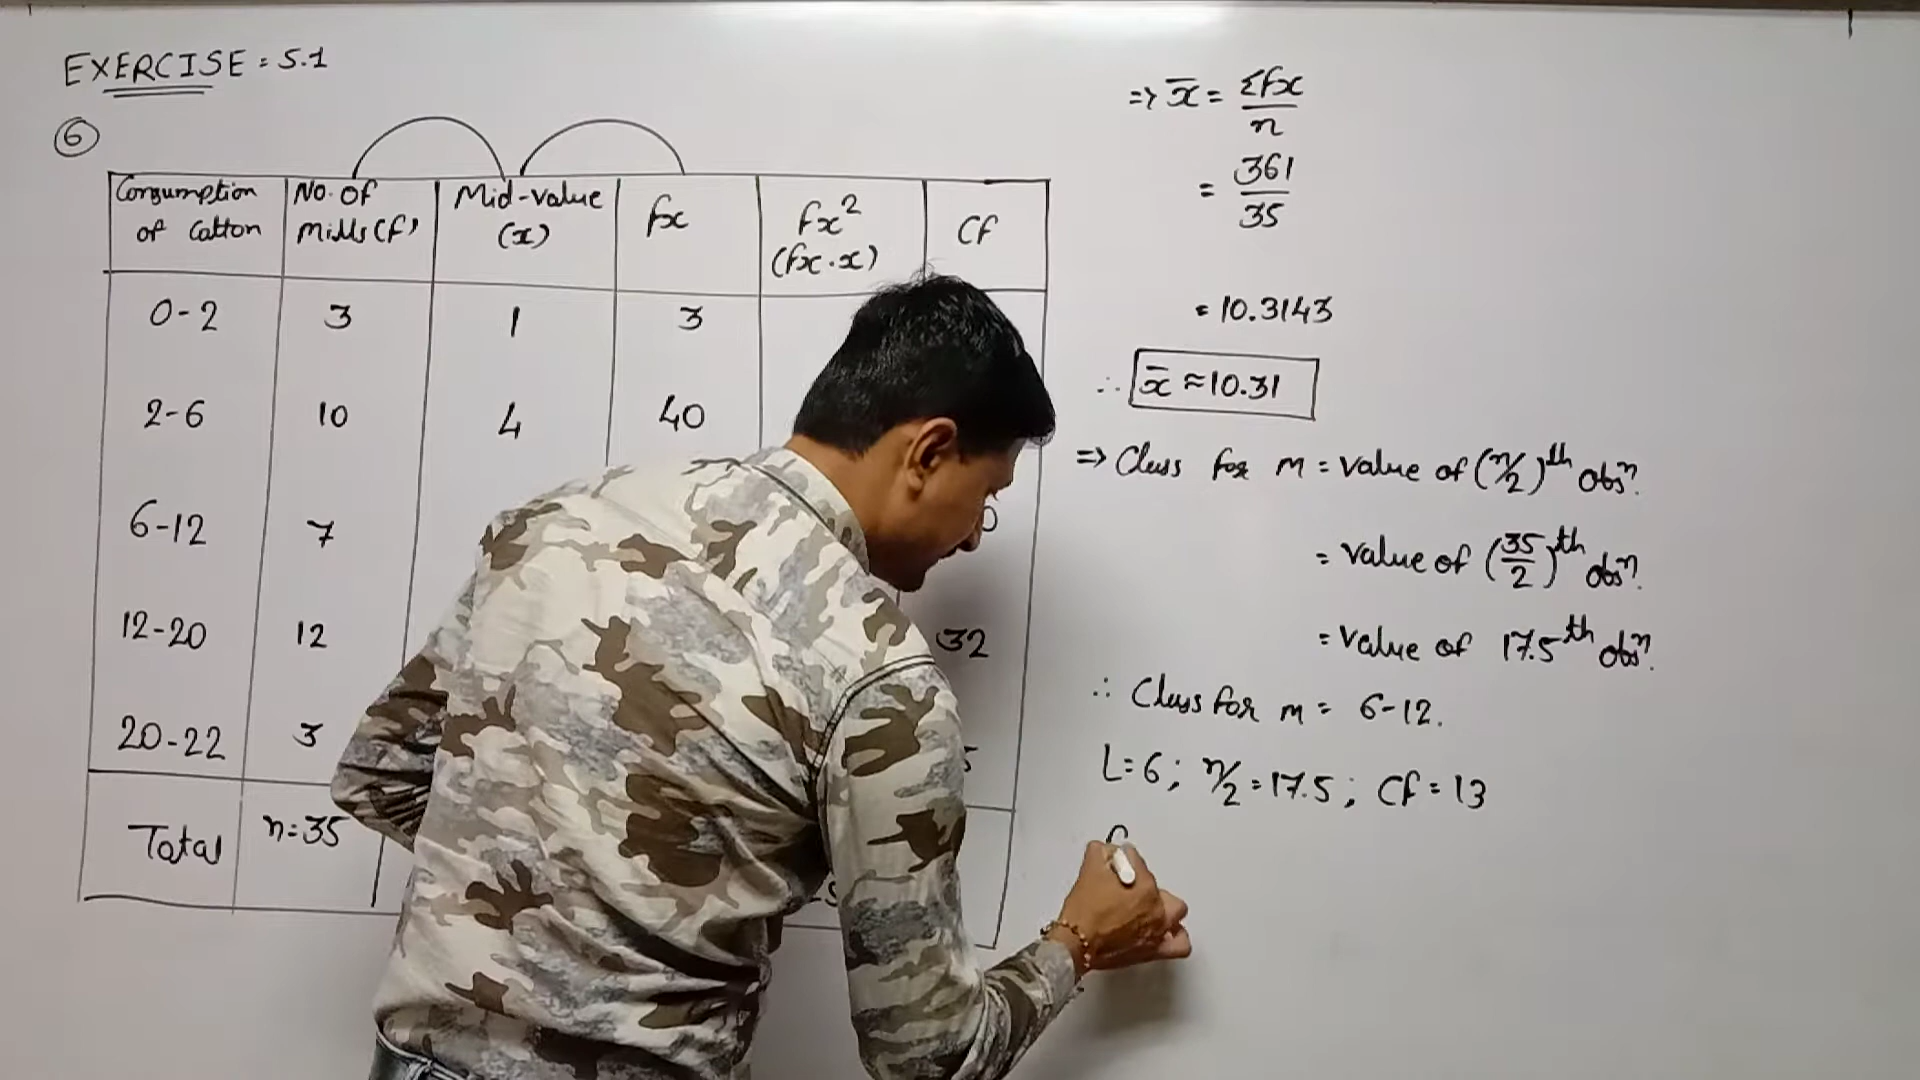 EXERCISE : 5.1
6
Consumption of Catton | No. of mills (f) | Mid-value (x) | fx | fx² (fx·x) | Cf
0-2 | 3 | 1 | 3
2-6 | 10 | 4 | 40
6-12 | 7
12-20 | 12 | 32
20-22 | 3
Total | n=35
=> x̄ = Σfx / n
= 361 / 35
= 10.3143
∴ x̄ ≈ 10.31
=> Class for M = value of (n/2)th obsn.
= value of (35/2)th obsn.
= value of 17.5th obsn.
∴ Class for M = 6-12.
L=6; n/2 = 17.5; Cf = 13